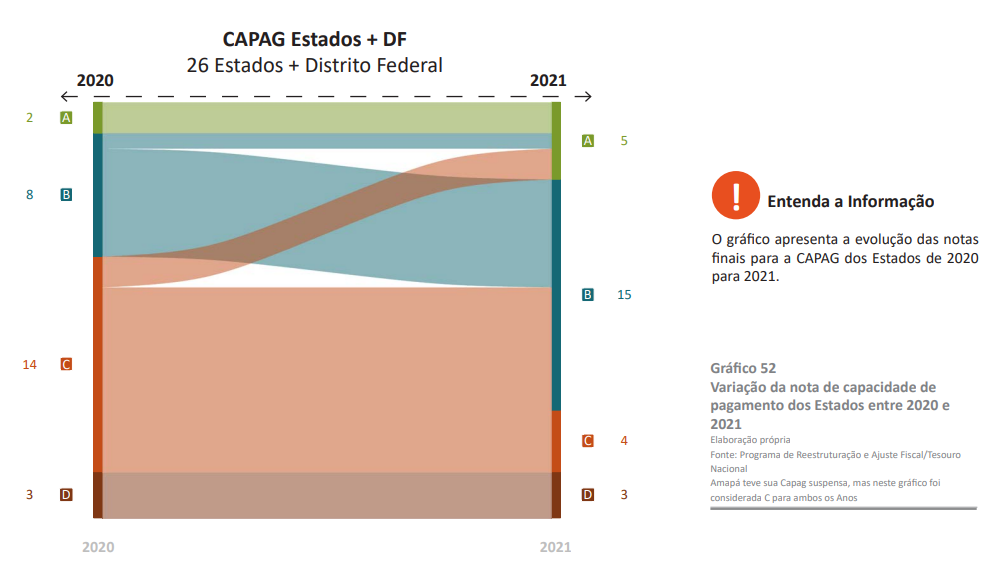 CAPAG Estados + DF
26 Estados + Distrito Federal
2020
2021
2 A
A 5
8 B
B 15
14 C
C 4
3 D
D 3
2020
2021
!
Entenda a Informação
O gráfico apresenta a evolução das notas
finais para a CAPAG dos Estados de 2020
para 2021.
Gráfico 52
Variação da nota de capacidade de
pagamento dos Estados entre 2020 e
2021
Elaboração própria
Fonte: Programa de Reestruturação e Ajuste Fiscal/Tesouro
Nacional
Amapá teve sua Capag suspensa, mas neste gráfico foi
considerada C para ambos os Anos